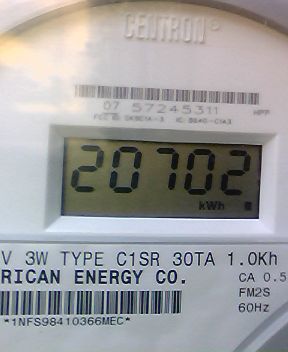 CENTRON®
07 57245311
20702
kWh
V 3W TYPE C1SR 30TA 1.0Kh
RICAN ENERGY CO. CA 0.5
FM2S
*1NFS98410366MEC* 60Hz